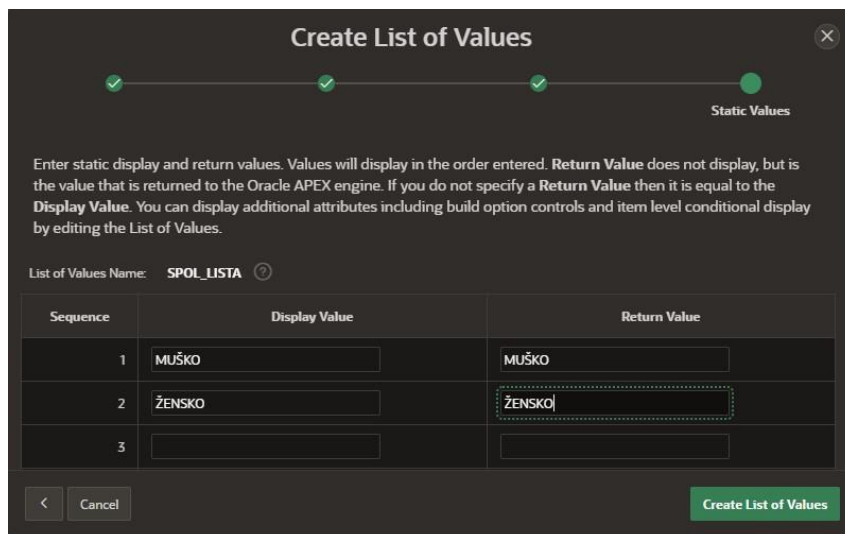 Create List of Values
Static Values
Enter static display and return values. Values will display in the order entered. Return Value does not display, but is
the value that is returned to the Oracle APEX engine. If you do not specify a Return Value then it is equal to the
Display Value. You can display additional attributes including build option controls and item level conditional display
by editing the List of Values.
List of Values Name: SPOL_LISTA ?
Sequence Display Value Return Value
1 MUŠKO MUŠKO
2 ŽENSKO ŽENSKO
3
Cancel Create List of Values